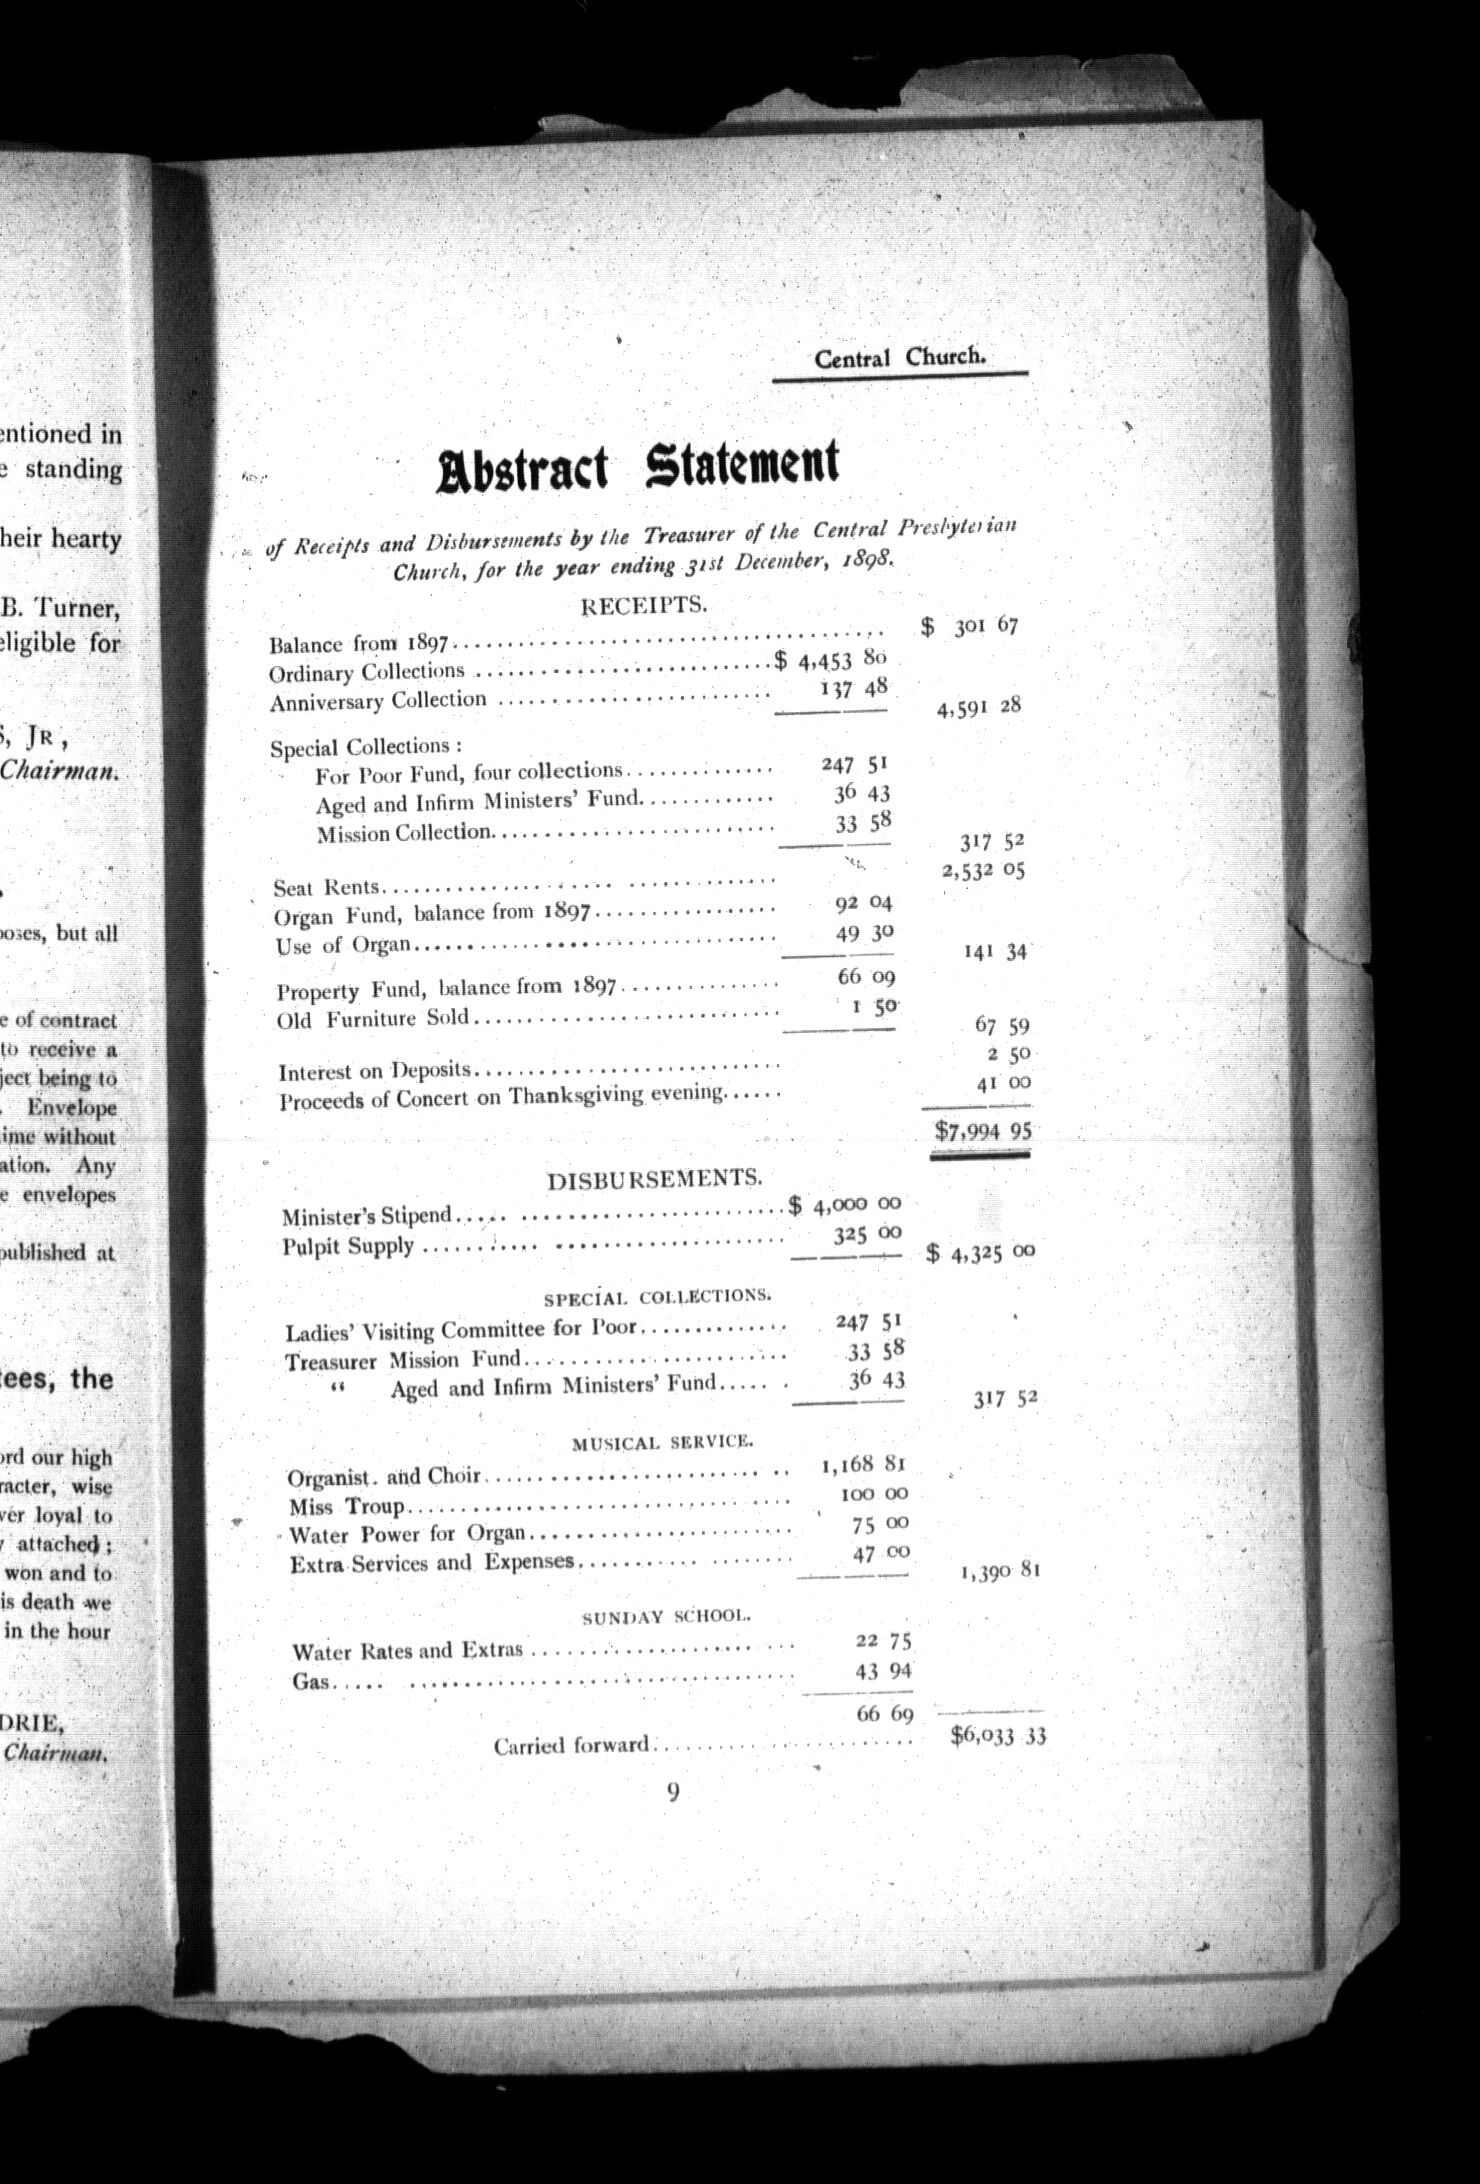 entioned in
e standing
heir hearty
B. Turner,
eligible for
S, JR,
Chairman.
oses, but all
e of contract
to receive a
ject being to
. Envelope
ime without
ation. Any
e envelopes
published at
tees, the
ord our high
racter, wise
ver loyal to
y attached;
won and to
is death we
in the hour
DRIE,
Chairman.
Central Church.
Abstract Statement
of Receipts and Disbursements by the Treasurer of the Central Presbyterian
Church, for the year ending 31st December, 1898.
RECEIPTS.
Balance from 1897........................................ $ 301 67
Ordinary Collections ............................$ 4,453 80
Anniversary Collection .......................... 137 48
4,591 28
Special Collections :
For Poor Fund, four collections.............. 247 51
Aged and Infirm Ministers' Fund............. 36 43
Mission Collection........................... 33 58
317 52
Seat Rents..................................... 2,532 05
Organ Fund, balance from 1897................. 92 04
Use of Organ................................... 49 30
141 34
Property Fund, balance from 1897............... 66 09
Old Furniture Sold............................. 1 50
67 59
Interest on Deposits............................. 2 50
Proceeds of Concert on Thanksgiving evening...... 41 00
$7,994 95
DISBURSEMENTS.
Minister's Stipend..... .........................$ 4,000 00
Pulpit Supply ........... ...................... 325 00
$ 4,325 00
SPECIAL COLLECTIONS.
Ladies' Visiting Committee for Poor.............. 247 51
Treasurer Mission Fund......................... 33 58
" Aged and Infirm Ministers' Fund...... . 36 43
317 52
MUSICAL SERVICE.
Organist. and Choir.......................... .. 1,168 81
Miss Troup.................................... 100 00
Water Power for Organ......................... 75 00
Extra Services and Expenses........... ......... 47 00
1,390 81
SUNDAY SCHOOL.
Water Rates and Extras ................... ... 22 75
Gas..... ..................................... 43 94
66 69
Carried forward......................... $6,033 33
9